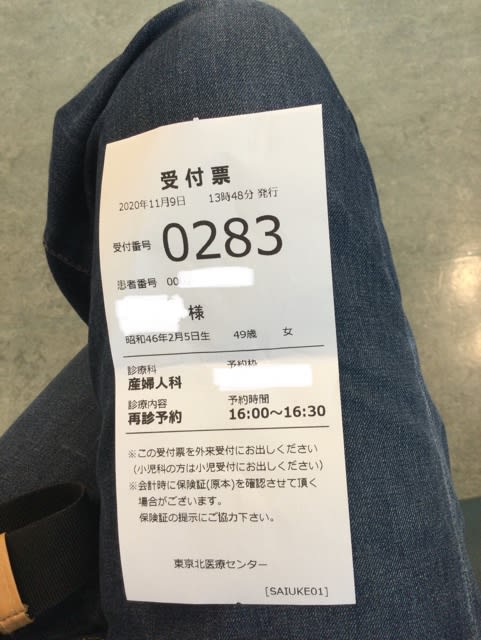 受付票
2020年11月9日 13時48分 発行
受付番号 0283
患者番号 00
様
昭和46年2月5日生 49歳 女
診療科 予約枠
産婦人科
診療内容 予約時間
再診予約 16:00～16:30
※この受付票を外来受付にお出しください
(小児科の方は小児受付にお出しください)
※会計時に保険証(原本)を確認させて頂く
場合がございます。
保険証の提示にご協力下さい。
東京北医療センター
[SAIUKE01]